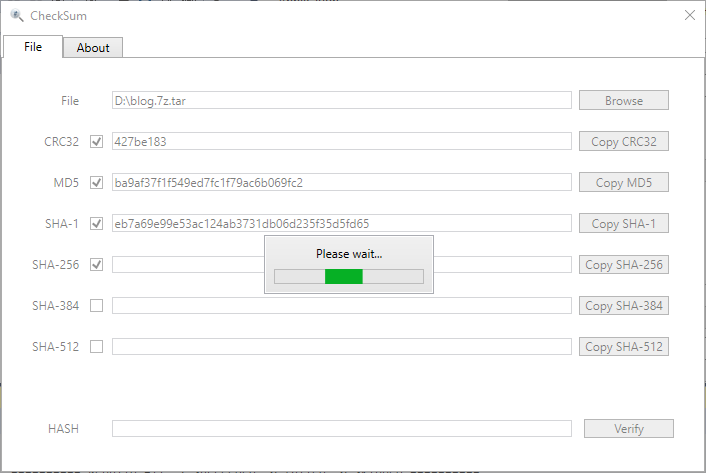 CheckSum
File About
File D:\blog.7z.tar Browse
CRC32 427be183 Copy CRC32
MD5 ba9af37f1f549ed7fc1f79ac6b069fc2 Copy MD5
SHA-1 eb7a69e99e53ac124ab3731db06d235f35d5fd65 Copy SHA-1
Please wait...
SHA-256 Copy SHA-256
SHA-384 Copy SHA-384
SHA-512 Copy SHA-512
HASH Verify